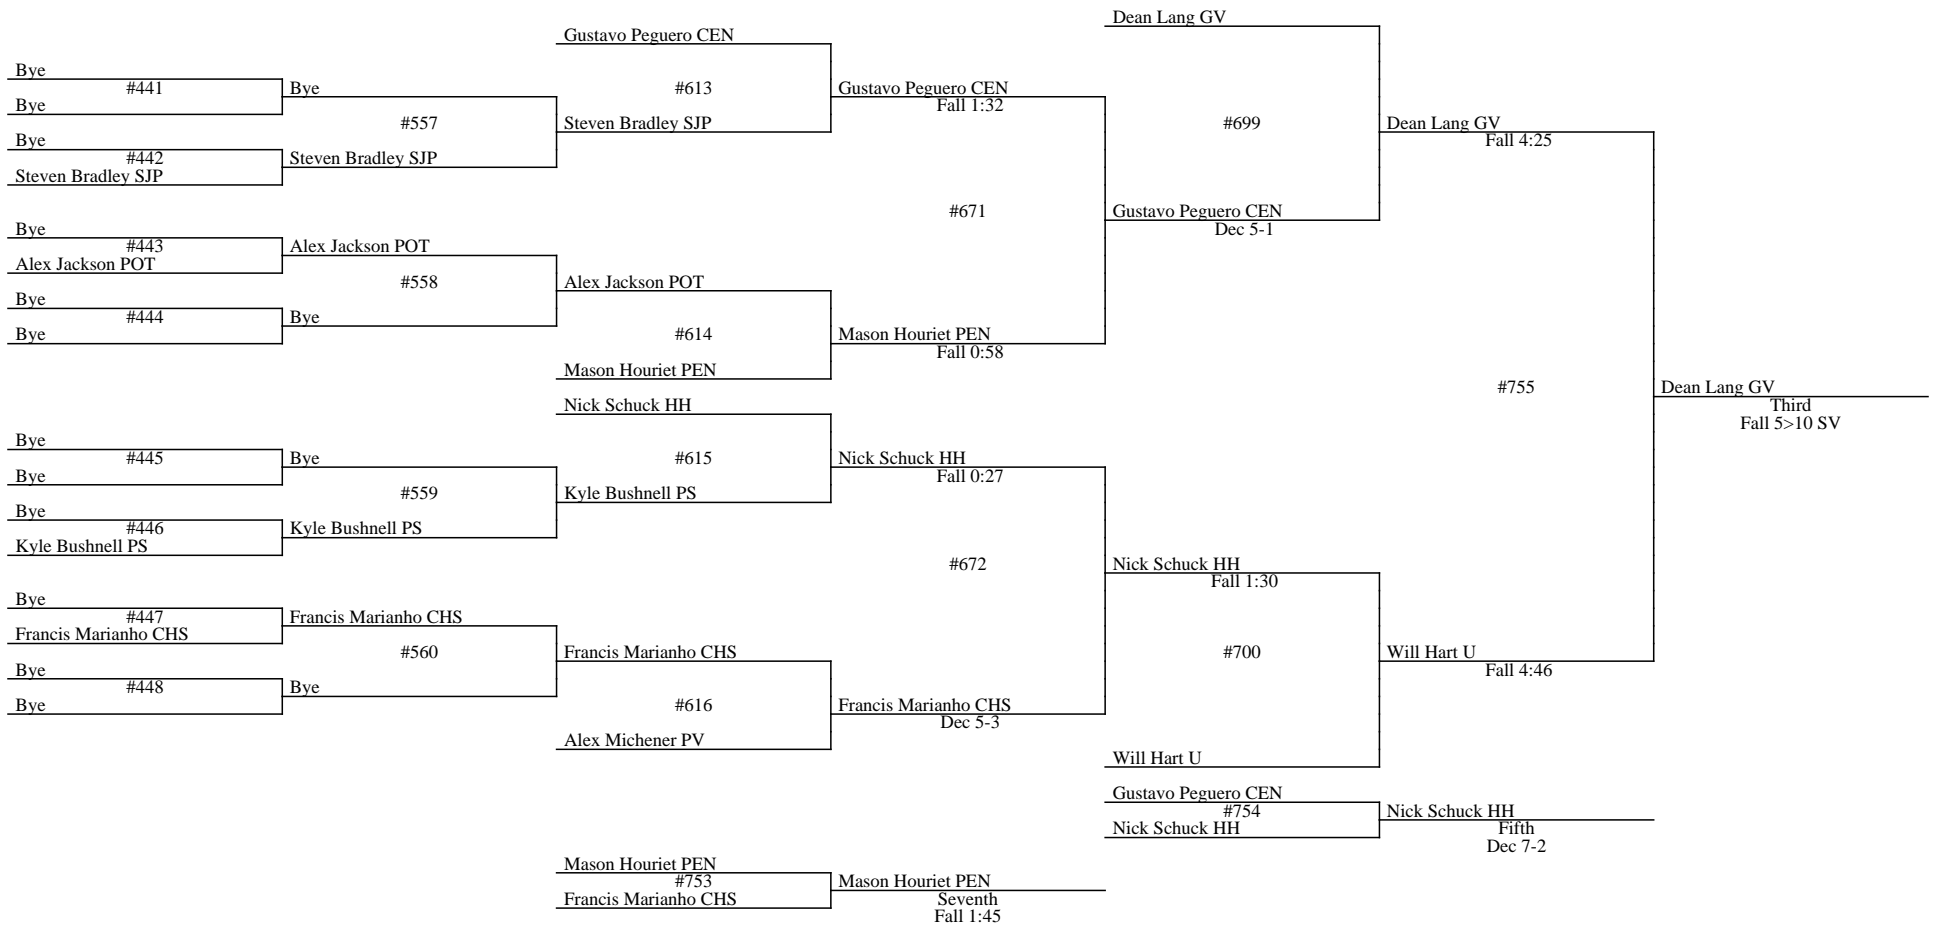 Dean Lang GV
Gustavo Peguero CEN
Bye
#441
Bye
#613
Gustavo Peguero CEN
Bye
Fall 1:32
#557
Steven Bradley SJP
#699
Dean Lang GV
Bye
Fall 4:25
#442
Steven Bradley SJP
Steven Bradley SJP
#671
Gustavo Peguero CEN
Bye
Dec 5-1
#443
Alex Jackson POT
Alex Jackson POT
#558
Alex Jackson POT
Bye
#444
Bye
Bye
#614
Mason Houriet PEN
Fall 0:58
Mason Houriet PEN
#755
Dean Lang GV
Third
Fall 5>10 SV
Nick Schuck HH
Bye
#445
Bye
#615
Nick Schuck HH
Bye
Fall 0:27
#559
Kyle Bushnell PS
Bye
#446
Kyle Bushnell PS
Kyle Bushnell PS
#672
Nick Schuck HH
Fall 1:30
Bye
#447
Francis Marianho CHS
Francis Marianho CHS
#560
Francis Marianho CHS
#700
Will Hart U
Fall 4:46
Bye
#448
Bye
Bye
#616
Francis Marianho CHS
Dec 5-3
Alex Michener PV
Will Hart U
Gustavo Peguero CEN
#754
Nick Schuck HH
Nick Schuck HH
Fifth
Dec 7-2
Mason Houriet PEN
#753
Mason Houriet PEN
Francis Marianho CHS
Seventh
Fall 1:45